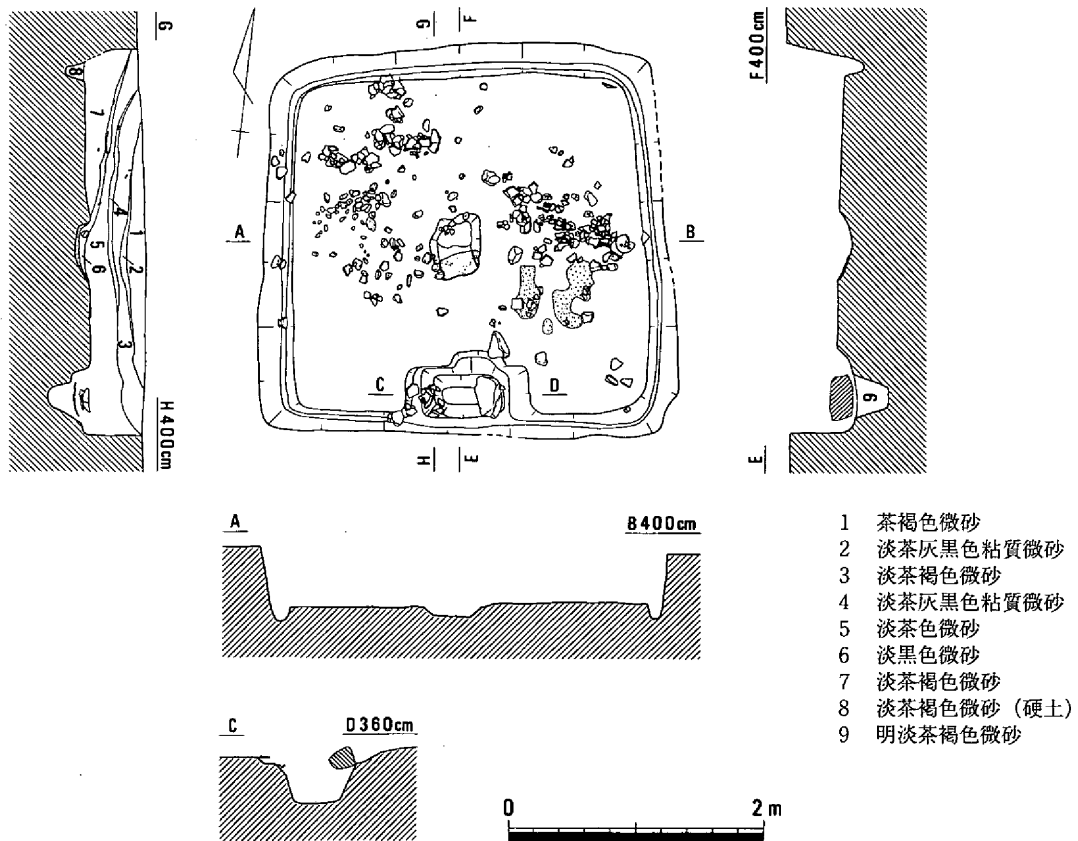 G
F
G
F400cm
8
7
4
1
5
6
2
3
A
B
C
D
H400cm
H
E
E
6
A
B400cm
C
D360cm
0
2m
1 茶褐色微砂
2 淡茶灰黒色粘質微砂
3 淡茶褐色微砂
4 淡茶灰黒色粘質微砂
5 淡茶色微砂
6 淡黒色微砂
7 淡茶褐色微砂
8 淡茶褐色微砂（硬土）
9 明淡茶褐色微砂